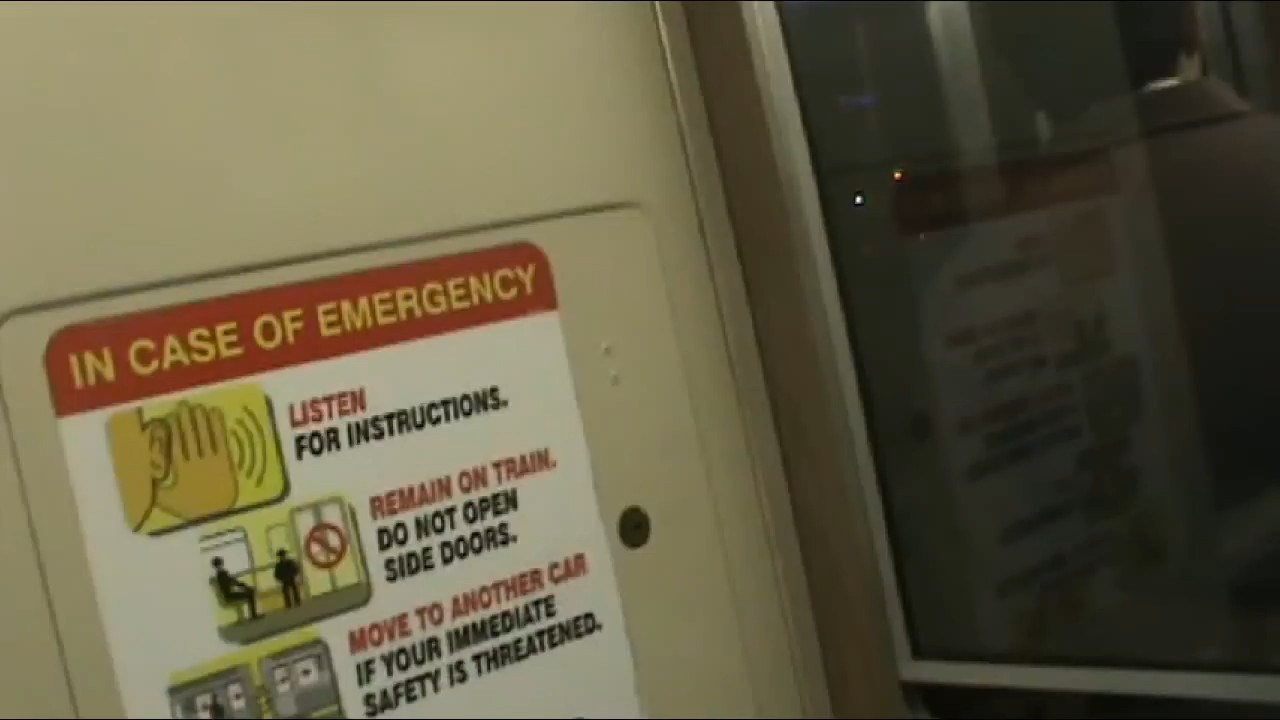 IN CASE OF EMERGENCY
LISTEN
FOR INSTRUCTIONS.
REMAIN ON TRAIN.
DO NOT OPEN
SIDE DOORS.
MOVE TO ANOTHER CAR
IF YOUR IMMEDIATE
SAFETY IS THREATENED.